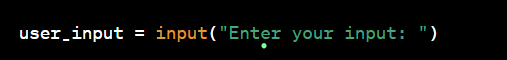 user_input = input("Enter your input: ")